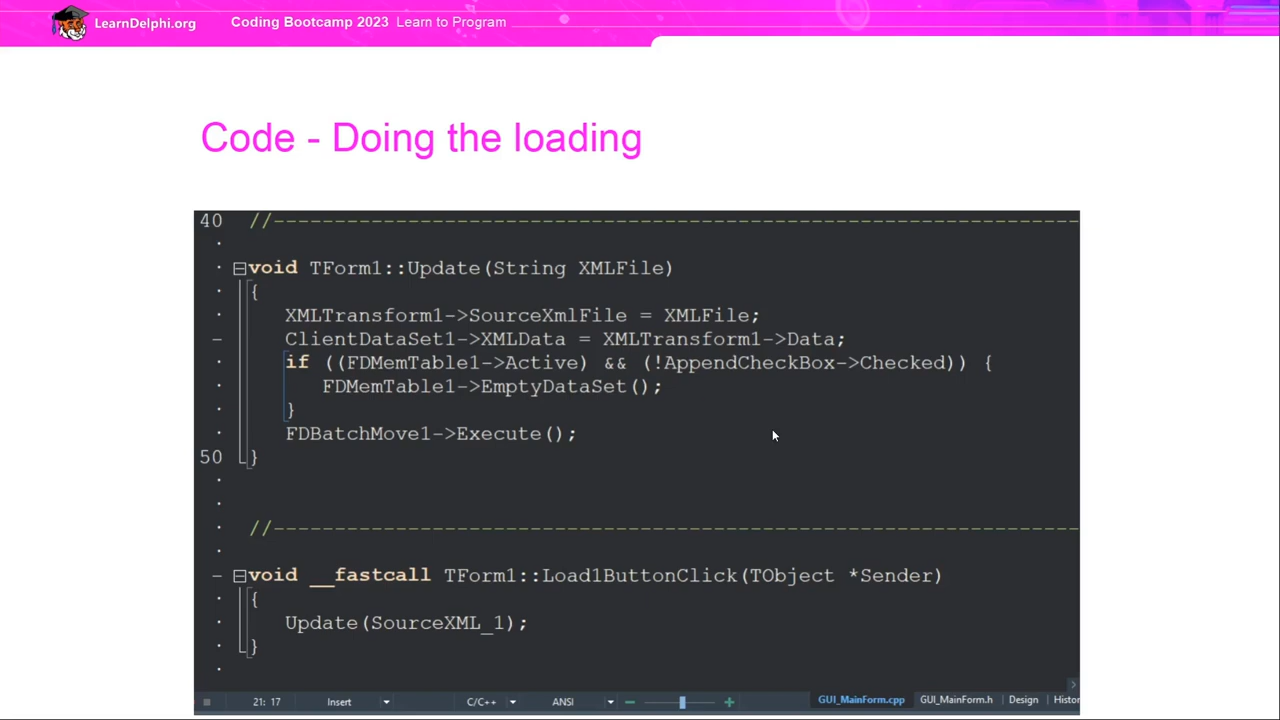 LearnDelphi.org
Coding Bootcamp 2023 Learn to Program
Code - Doing the loading
40 //------------------------------------------------------------------
void TForm1::Update(String XMLFile)
{
XMLTransform1->SourceXmlFile = XMLFile;
ClientDataSet1->XMLData = XMLTransform1->Data;
if ((FDMemTable1->Active) && (!AppendCheckBox->Checked)) {
FDMemTable1->EmptyDataSet();
}
FDBatchMove1->Execute();
50 }
//------------------------------------------------------------------
void __fastcall TForm1::Load1ButtonClick(TObject *Sender)
{
Update(SourceXML_1);
}
21: 17 Insert C/C++ ANSI GUI_MainForm.cpp GUI_MainForm.h Design Histor